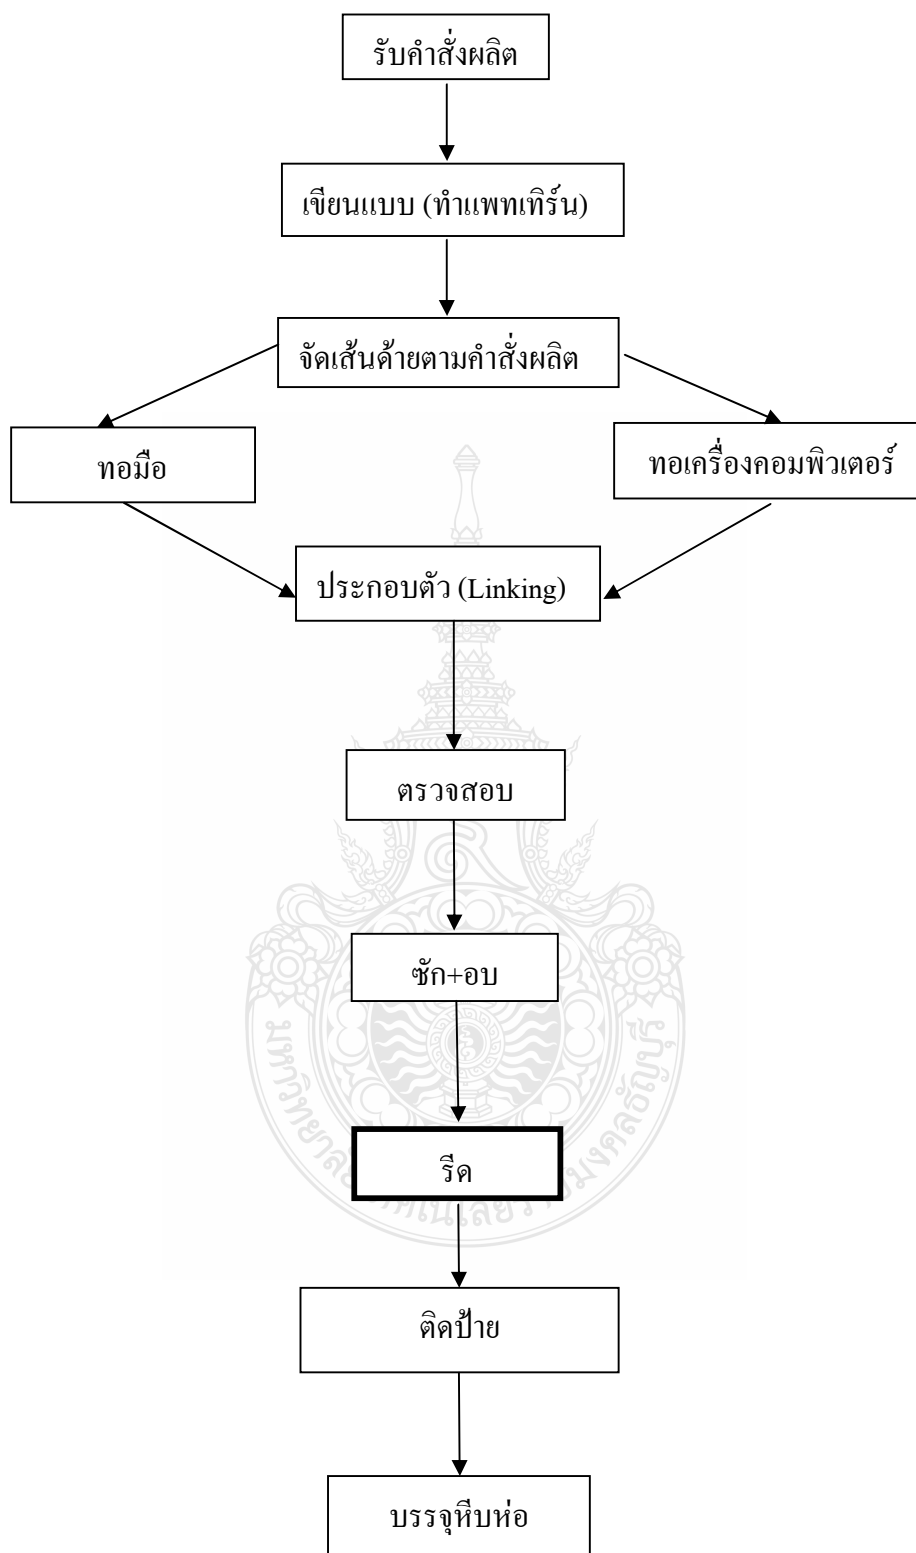 รับคำสั่งผลิต
เขียนแบบ (ทำแพทเทิร์น)
จัดเส้นด้ายตามคำสั่งผลิต
ทอมือ
ทอเครื่องคอมพิวเตอร์
ประกอบตัว (Linking)
ตรวจสอบ
ซัก+อบ
รีด
ติดป้าย
บรรจุหีบห่อ